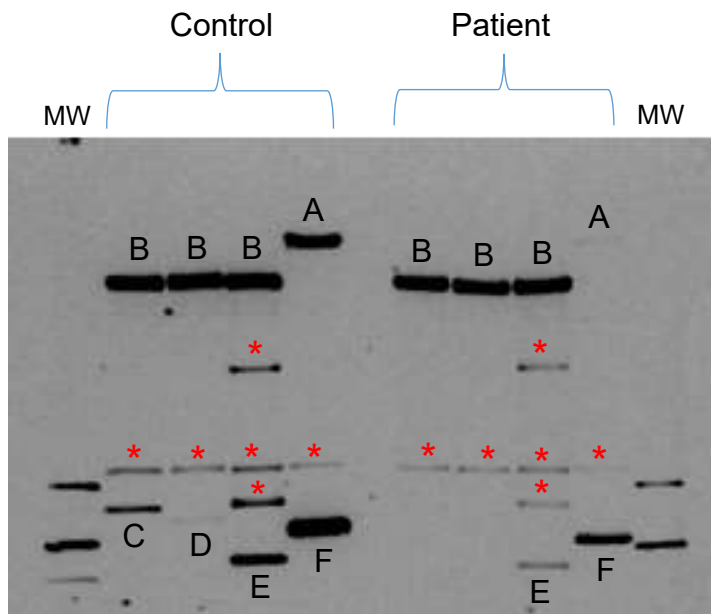 Control Patient
MW MW
A A
B B B B B B
* *
* * * * * * * *
* *
C D F F
E E